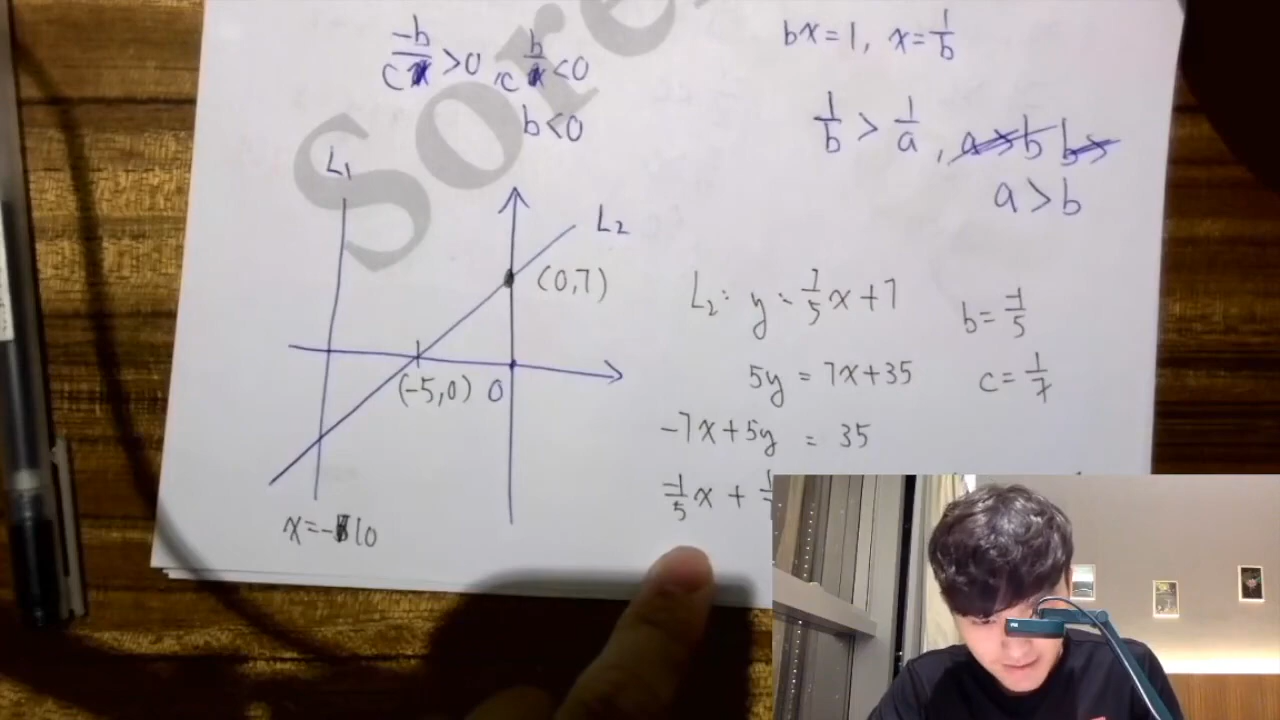 -b/c > 0, b/c < 0
b < 0
L₁
L₂
(0,7)
(-5,0) 0
x = -10
bx = 1, x = 1/b
1/b > 1/a,
a > b
L₂: y = 7/5 x + 7
b = -1/5
5y = 7x + 35
c = 1/7
-7x + 5y = 35
-1/5 x +
Sore